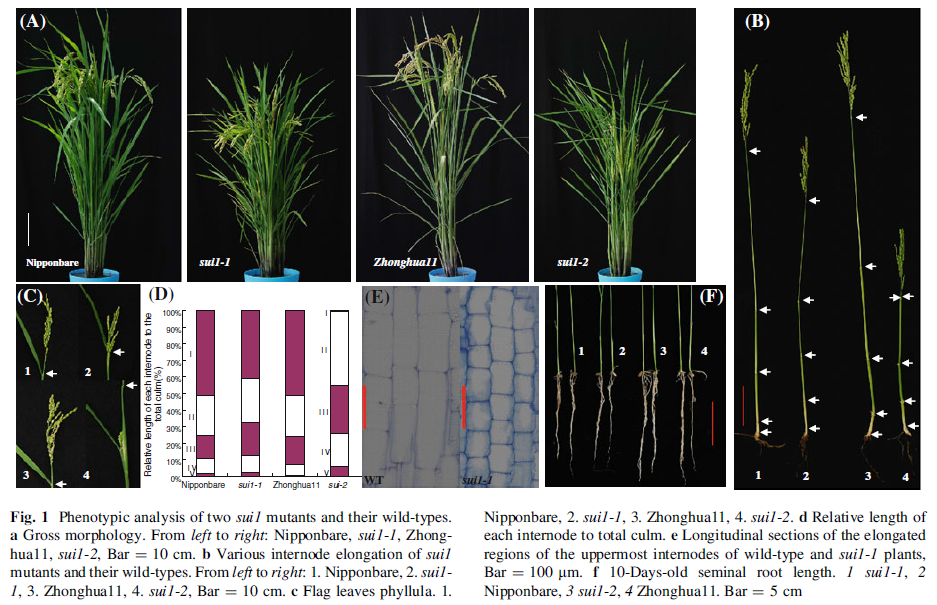 (A)
(B)
Nipponbare
sui1-1
Zhonghua11
sui1-2
(C)
(D)
(E)
(F)
1
2
3
4
Relative length of each internode to the
total culm(%)
100%
90%
80%
70%
60%
50%
40%
30%
20%
10%
0%
I
II
III
IV
V
I
II
III
IV
V
Nipponbare
sui1-1
Zhonghua11
sui-2
WT
sui1-1
1
2
3
4
1
2
3
4
Fig. 1 Phenotypic analysis of two sui1 mutants and their wild-types.
a Gross morphology. From left to right: Nipponbare, sui1-1, Zhong-
hua11, sui1-2, Bar = 10 cm. b Various internode elongation of sui1
mutants and their wild-types. From left to right: 1. Nipponbare, 2. sui1-
1, 3. Zhonghua11, 4. sui1-2, Bar = 10 cm. c Flag leaves phyllula. 1.
Nipponbare, 2. sui1-1, 3. Zhonghua11, 4. sui1-2. d Relative length of
each internode to total culm. e Longitudinal sections of the elongated
regions of the uppermost internodes of wild-type and sui1-1 plants,
Bar = 100 μm. f 10-Days-old seminal root length. 1 sui1-1, 2
Nipponbare, 3 sui1-2, 4 Zhonghua11. Bar = 5 cm